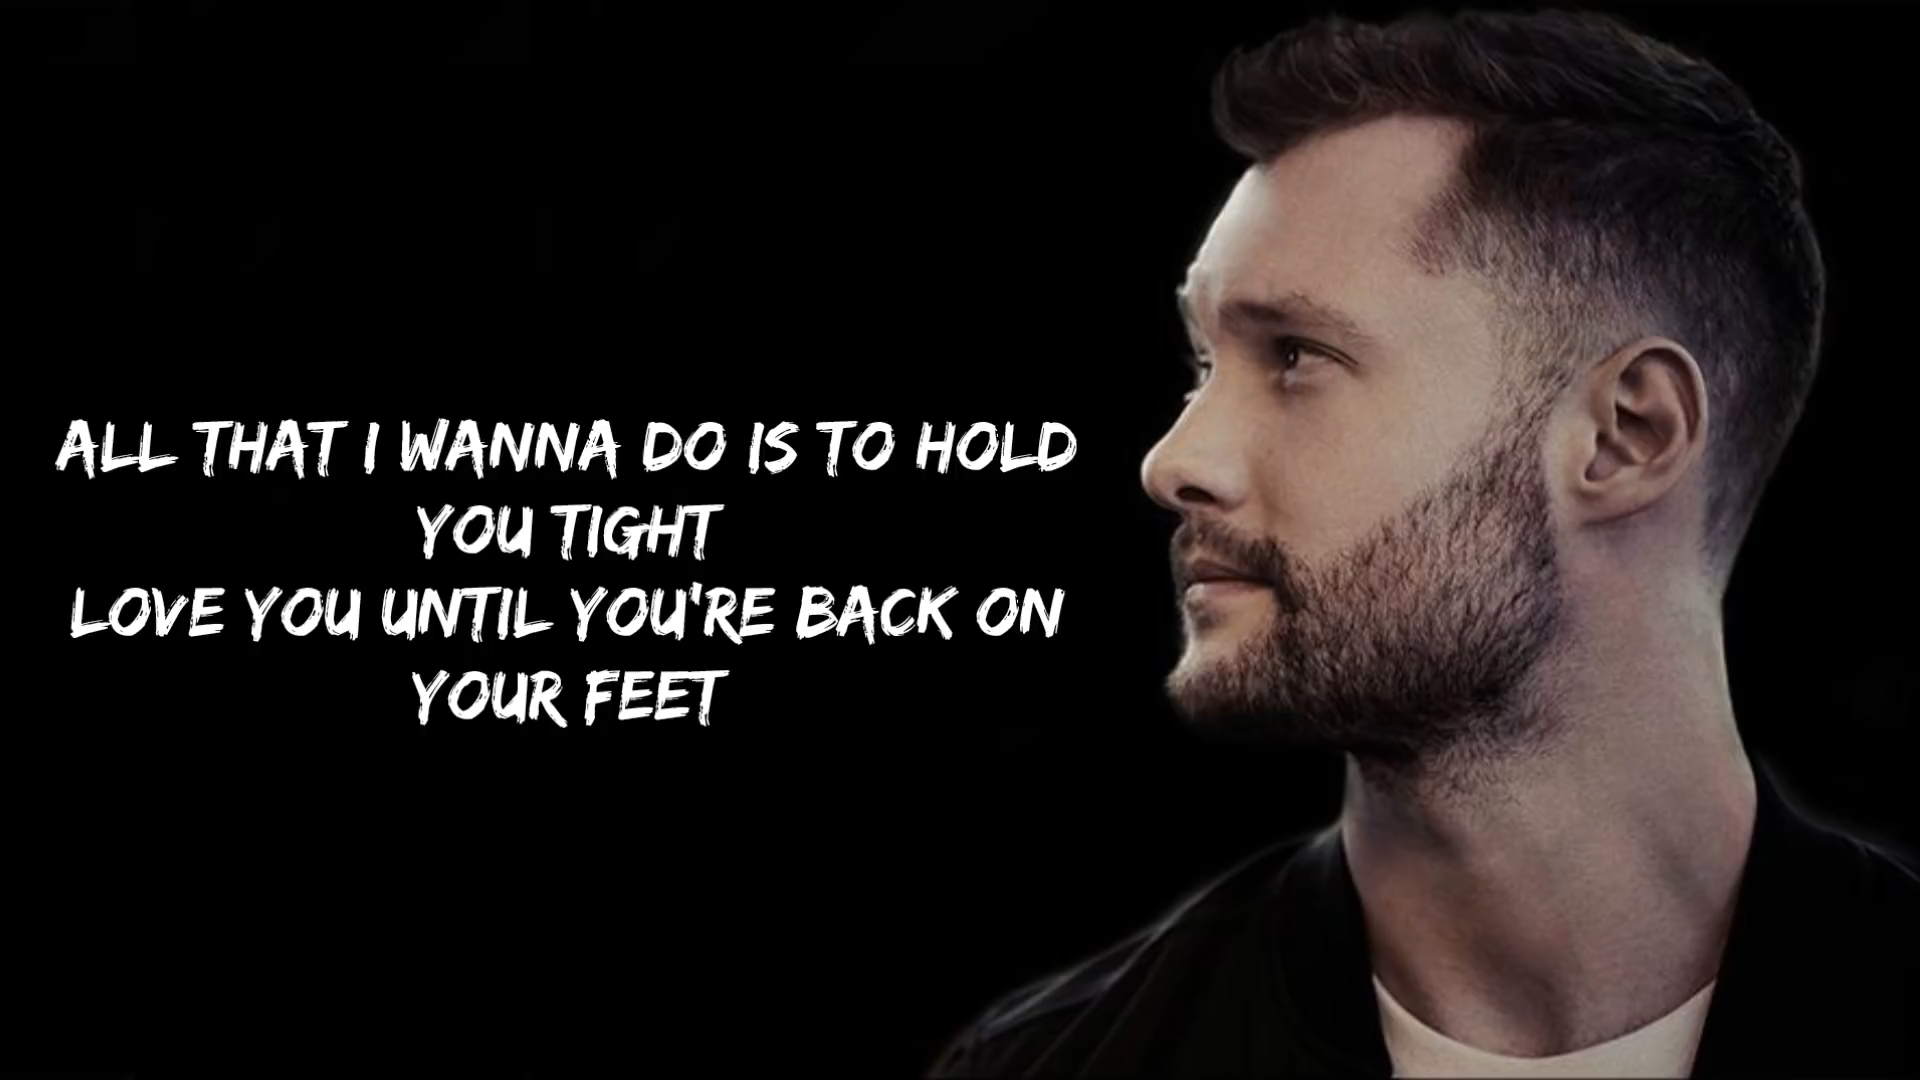 ALL THAT I WANNA DO IS TO HOLD
YOU TIGHT
LOVE YOU UNTIL YOU'RE BACK ON
YOUR FEET